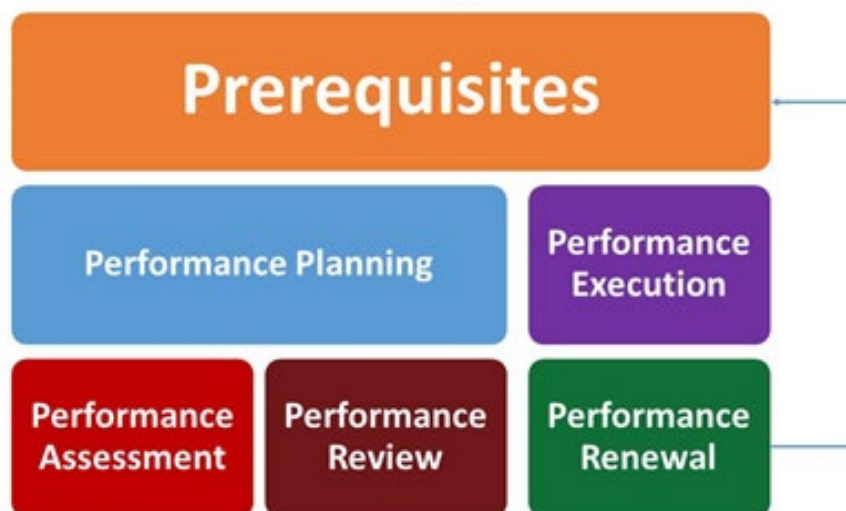 Prerequisites
Performance Planning
Performance
Execution
Performance
Assessment
Performance
Review
Performance
Renewal